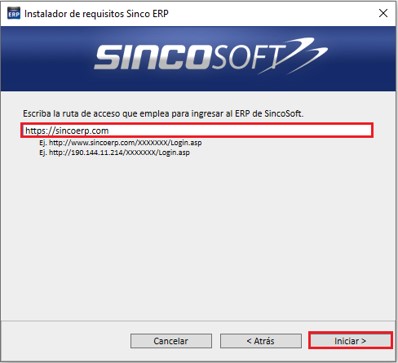 ERP
Instalador de requisitos Sinco ERP
SINCOSOFT
Escriba la ruta de acceso que emplea para ingresar al ERP de SincoSoft.
https://sincoerp.com
Ej. http://www.sincoerp.com/XXXXXXX/Login.asp
Ej. http://190.144.11.214/XXXXXXX/Login.asp
Cancelar
< Atrás
Iniciar >